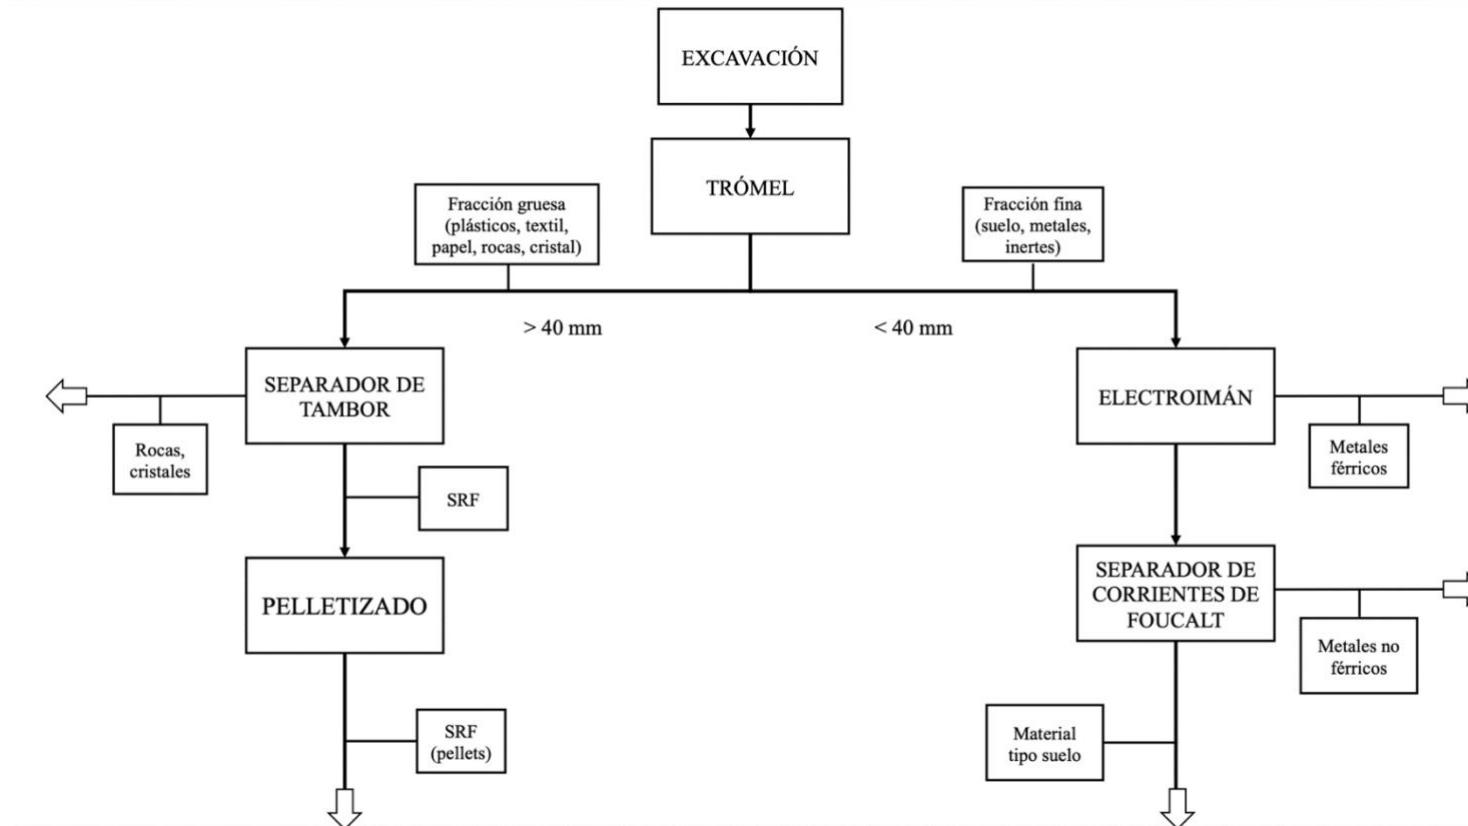 EXCAVACIÓN
TRÓMEL
Fracción gruesa
(plásticos, textil,
papel, rocas, cristal)
Fracción fina
(suelo, metales,
inertes)
> 40 mm
< 40 mm
SEPARADOR DE
TAMBOR
ELECTROIMÁN
Rocas,
cristales
Metales
férricos
SRF
PELLETIZADO
SEPARADOR DE
CORRIENTES DE
FOUCALT
Metales no
férricos
SRF
(pellets)
Material
tipo suelo